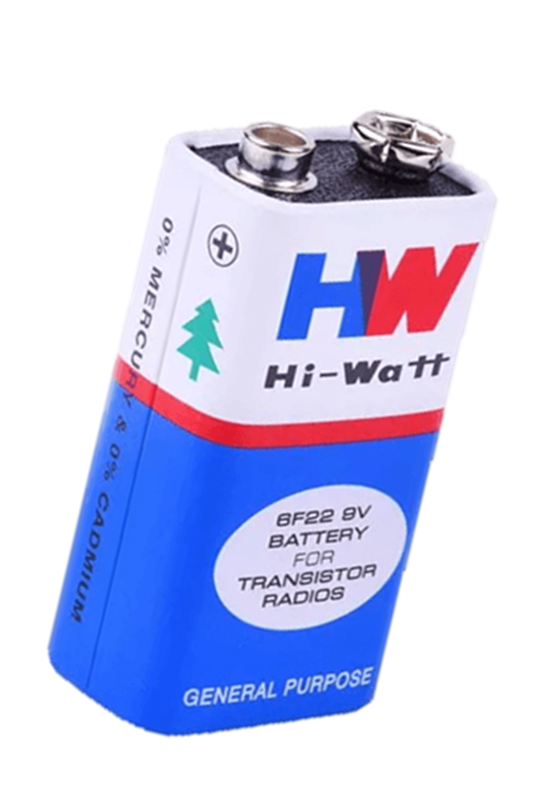 HW
Hi-Watt
6F22 9V
BATTERY
FOR
TRANSISTOR
RADIOS
GENERAL PURPOSE
0% MERCURY & 0% CADMIUM
+